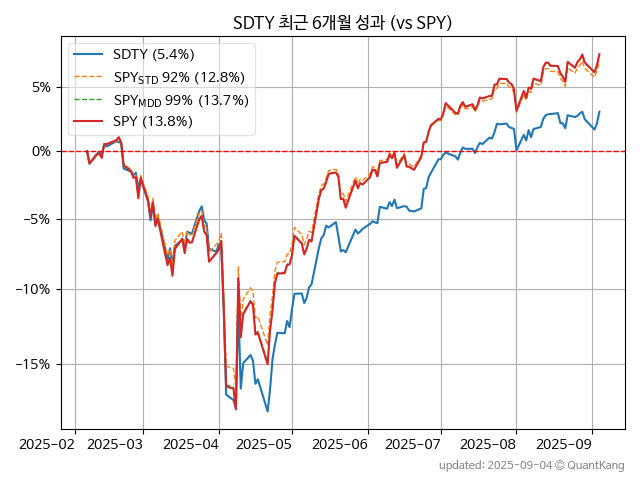 SDTY 최근 6개월 성과 (vs SPY)
SDTY (5.4%)
SPY_STD 92% (12.8%)
SPY_MDD 99% (13.7%)
SPY (13.8%)
5%
0%
−5%
−10%
−15%
2025-02 2025-03 2025-04 2025-05 2025-06 2025-07 2025-08 2025-09
updated: 2025-09-04 © QuantKang